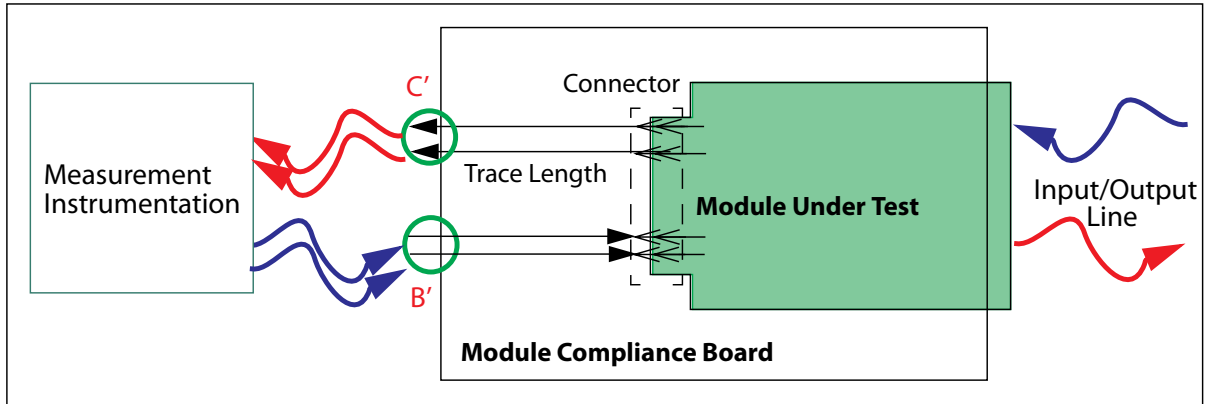 C’
Connector
Measurement
Instrumentation
Trace Length
Module Under Test
Input/Output
Line
B’
Module Compliance Board